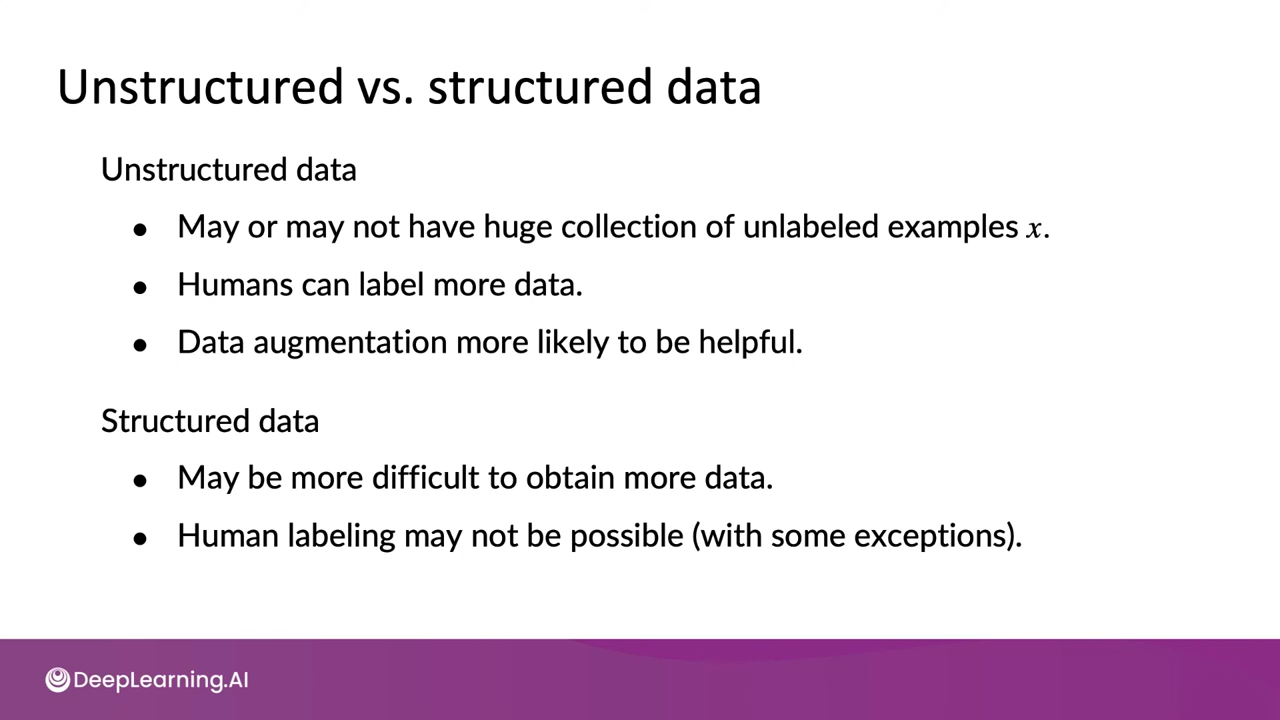 Unstructured vs. structured data
Unstructured data
● May or may not have huge collection of unlabeled examples x.
● Humans can label more data.
● Data augmentation more likely to be helpful.
Structured data
● May be more difficult to obtain more data.
● Human labeling may not be possible (with some exceptions).
DeepLearning.AI